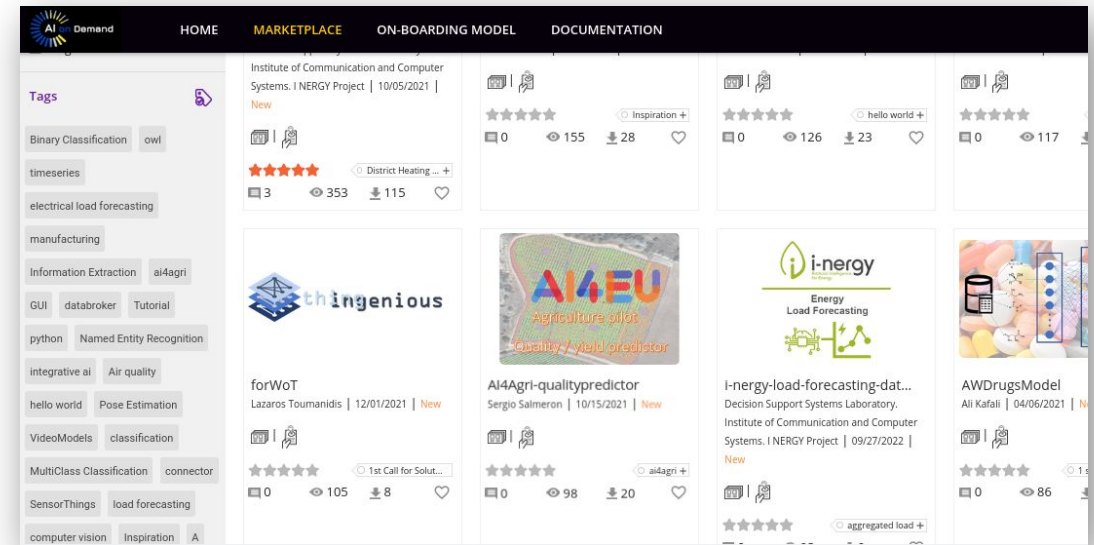 AI on Demand
HOME MARKETPLACE ON-BOARDING MODEL DOCUMENTATION
Tags
Binary Classification owl
timeseries
electrical load forecasting
manufacturing
Information Extraction ai4agri
GUI databroker Tutorial
python Named Entity Recognition
integrative ai Air quality
hello world Pose Estimation
VideoModels classification
MultiClass Classification connector
SensorThings load forecasting
computer vision Inspiration A
Institute of Communication and Computer
Systems. I NERGY Project | 10/05/2021 |
New
District Heating ... +
3 353 115
Inspiration +
0 155 28
hello world +
0 126 23
0 117
thingenious
forWoT
Lazaros Toumanidis | 12/01/2021 | New
1st Call for Solut...
0 105 8
AI4EU
Agriculture pilot
Quality / yield predictor
AI4Agri-qualitypredictor
Sergio Salmeron | 10/15/2021 | New
ai4agri +
0 98 20
i-nergy
Energy
Load Forecasting
i-nergy-load-forecasting-dat...
Decision Support Systems Laboratory.
Institute of Communication and Computer
Systems. I NERGY Project | 09/27/2022 |
New
aggregated load +
AWDrugsModel
Ali Kafali | 04/06/2021 |
0 86